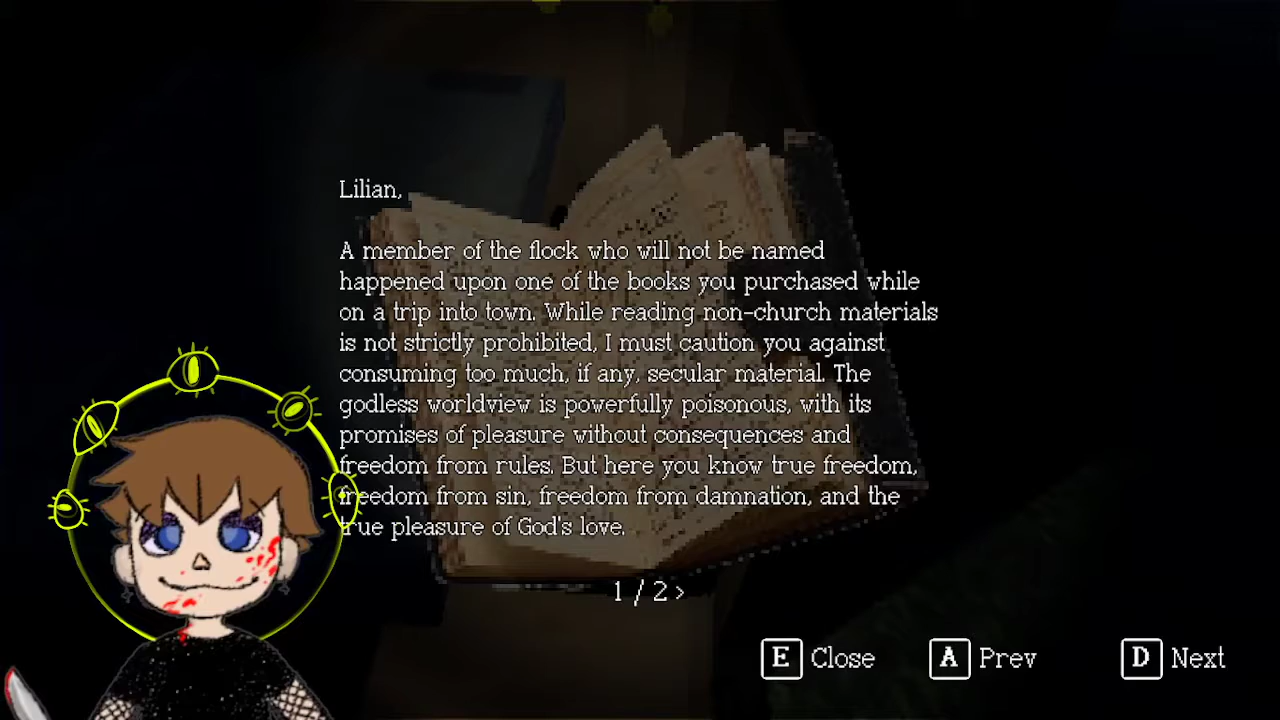 Lilian,
A member of the flock who will not be named
happened upon one of the books you purchased while
on a trip into town. While reading non-church materials
is not strictly prohibited, I must caution you against
consuming too much, if any, secular material. The
godless worldview is powerfully poisonous, with its
promises of pleasure without consequences and
freedom from rules. But here you know true freedom,
freedom from sin, freedom from damnation, and the
true pleasure of God's love.
1 / 2 >
E Close A Prev D Next